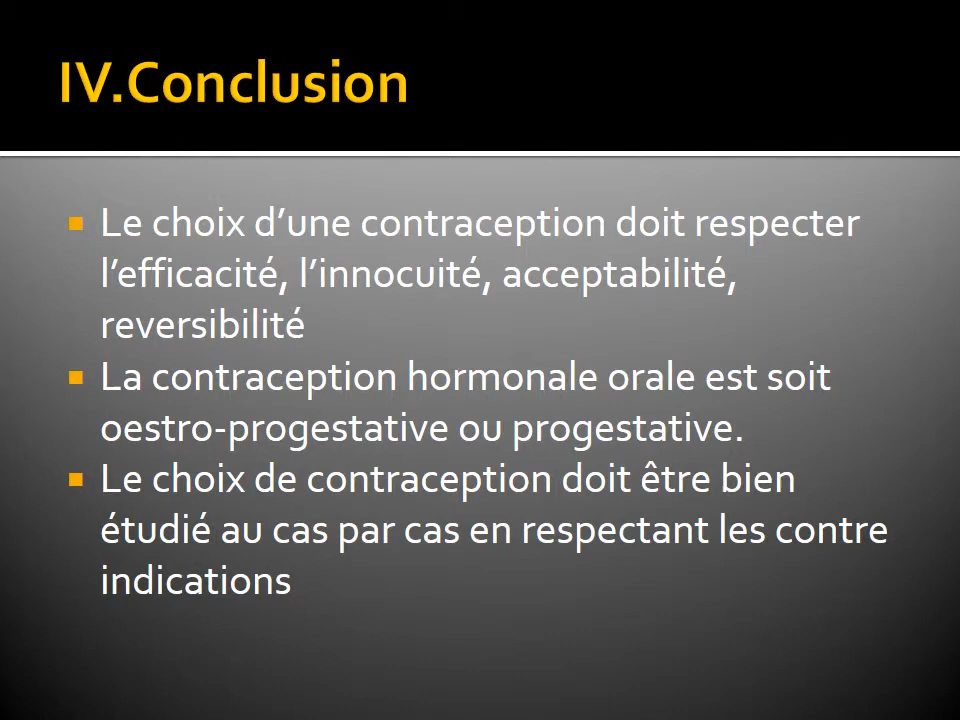 IV.Conclusion
Le choix d’une contraception doit respecter
l’efficacité, l’innocuité, acceptabilité,
reversibilité
La contraception hormonale orale est soit
oestro-progestative ou progestative.
Le choix de contraception doit être bien
étudié au cas par cas en respectant les contre
indications